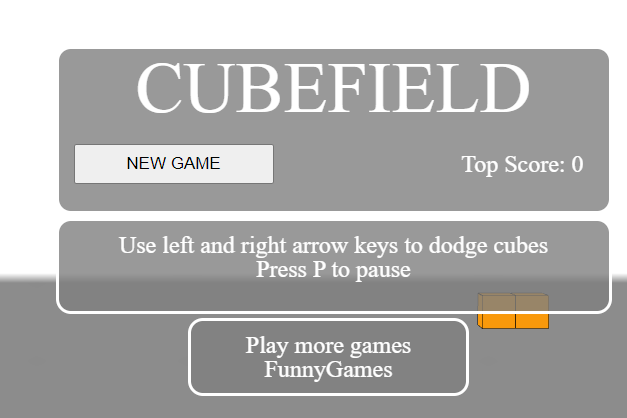 CUBEFIELD
NEW GAME
Top Score: 0
Use left and right arrow keys to dodge cubes
Press P to pause
Play more games
FunnyGames